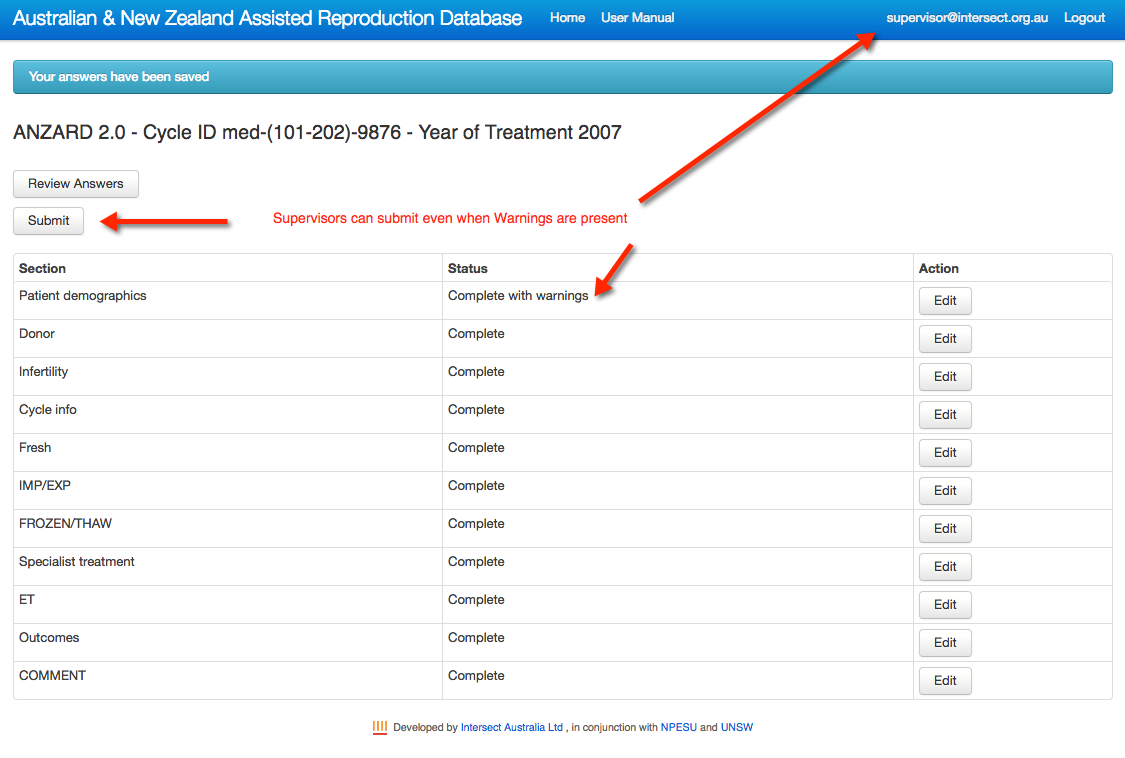 Australian & New Zealand Assisted Reproduction Database Home User Manual supervisor@intersect.org.au Logout
Your answers have been saved
ANZARD 2.0 - Cycle ID med-(101-202)-9876 - Year of Treatment 2007
Review Answers
Submit Supervisors can submit even when Warnings are present
Section Status Action
Patient demographics Complete with warnings Edit
Donor Complete Edit
Infertility Complete Edit
Cycle info Complete Edit
Fresh Complete Edit
IMP/EXP Complete Edit
FROZEN/THAW Complete Edit
Specialist treatment Complete Edit
ET Complete Edit
Outcomes Complete Edit
COMMENT Complete Edit
Developed by Intersect Australia Ltd , in conjunction with NPESU and UNSW